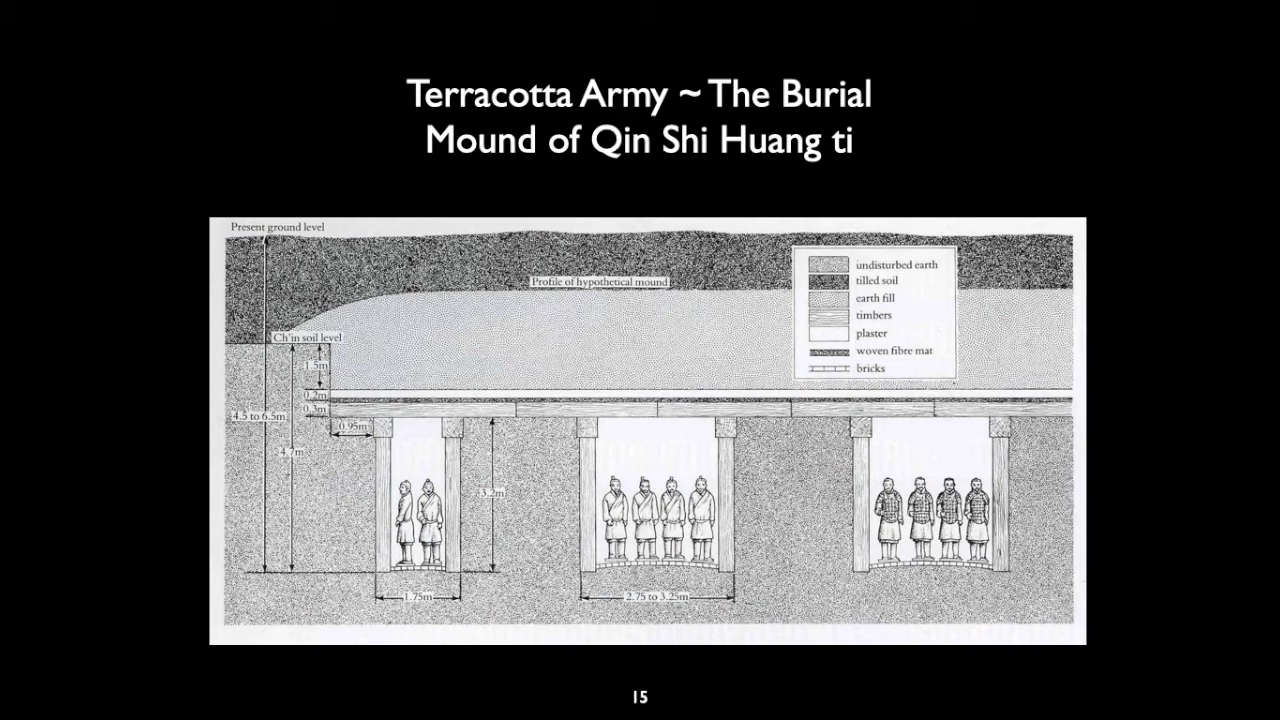 Terracotta Army ~ The Burial
Mound of Qin Shi Huang ti
Present ground level
Profile of hypothetical mound
undisturbed earth
tilled soil
earth fill
timbers
plaster
woven fibre mat
bricks
Ch'in soil level
1.5m
0.2m
0.3m
4.5 to 6.5m
0.95m
4.7m
3.2m
1.75m
2.75 to 3.25m
15